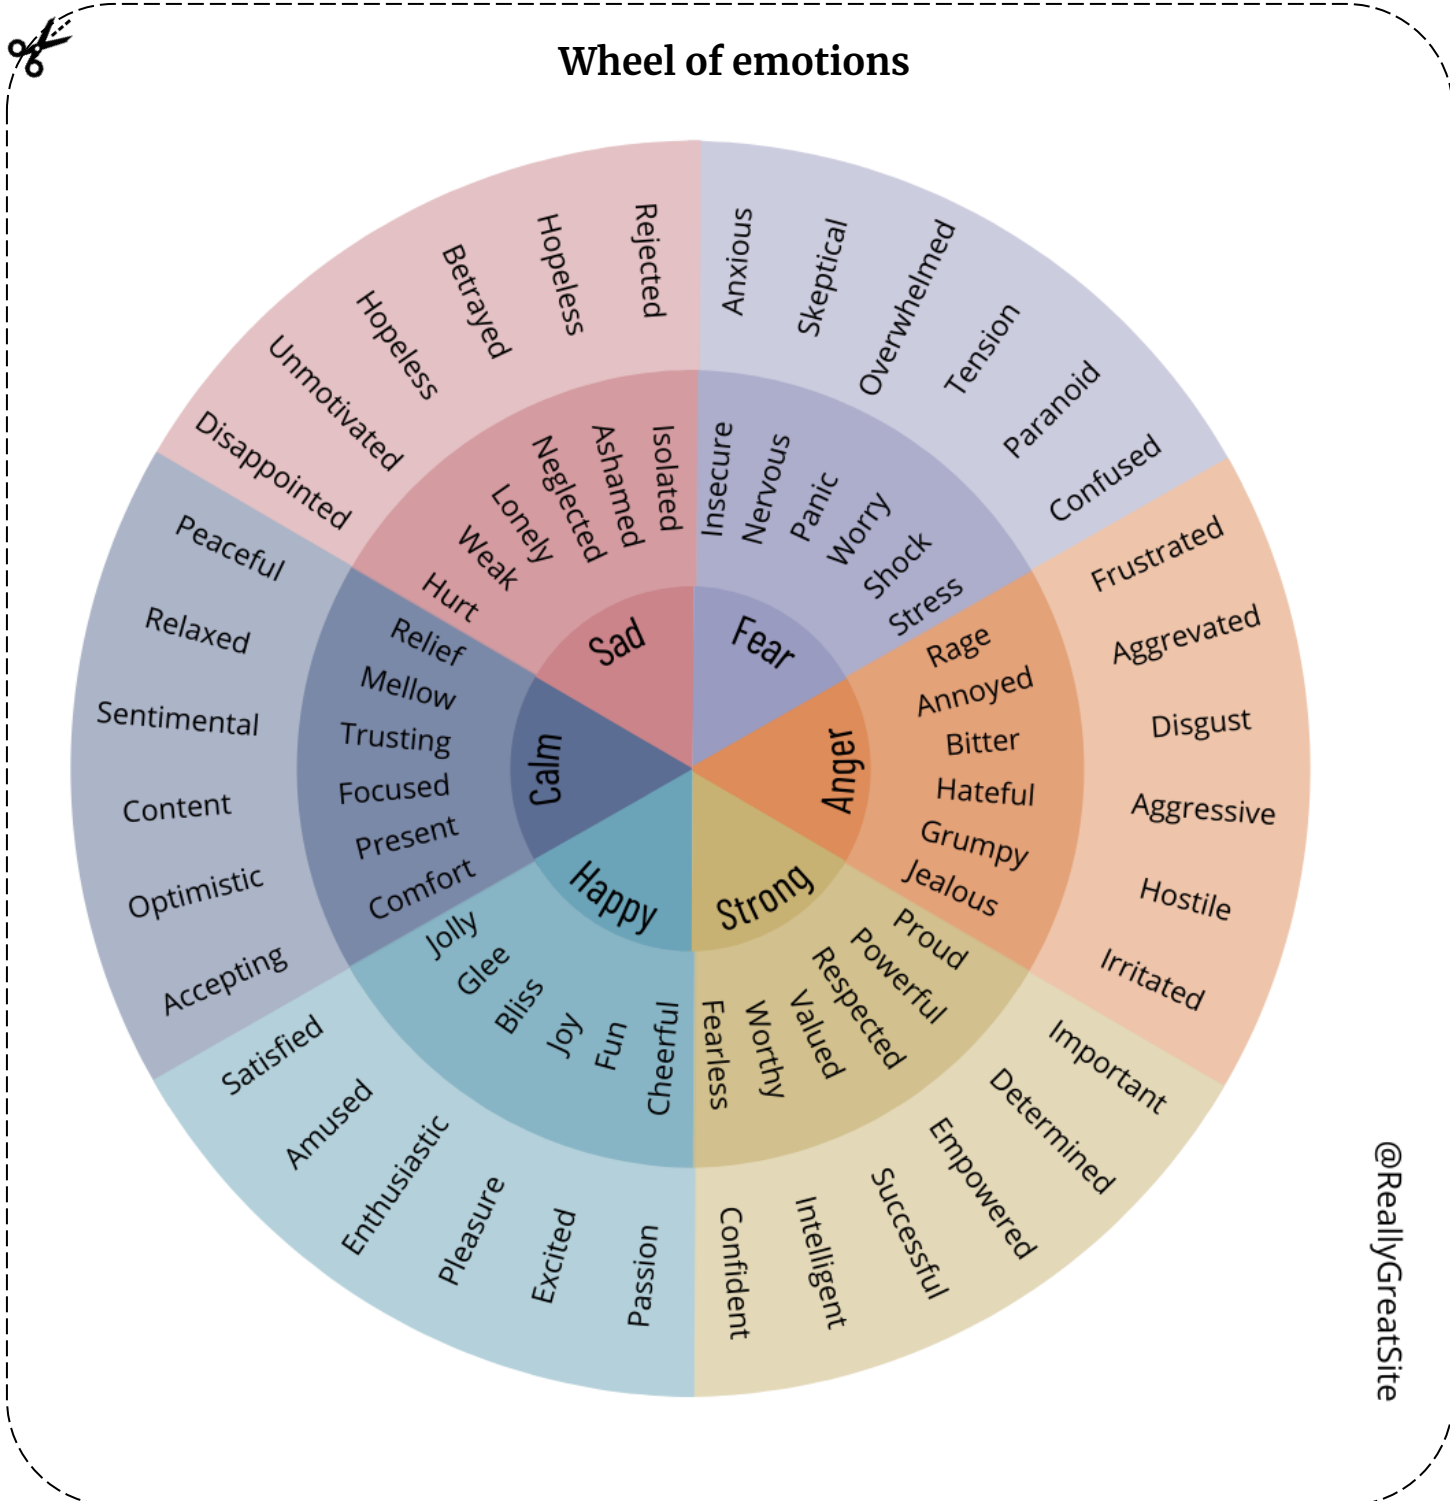 Wheel of emotions
Sad
Fear
Anger
Strong
Happy
Calm
Isolated
Ashamed
Neglected
Lonely
Weak
Hurt
Rejected
Hopeless
Betrayed
Hopeless
Unmotivated
Disappointed
Insecure
Nervous
Panic
Worry
Shock
Stress
Anxious
Skeptical
Overwhelmed
Tension
Paranoid
Confused
Rage
Annoyed
Bitter
Hateful
Grumpy
Jealous
Frustrated
Aggrevated
Disgust
Aggressive
Hostile
Irritated
Proud
Powerful
Respected
Valued
Worthy
Fearless
Important
Determined
Empowered
Successful
Intelligent
Confident
Cheerful
Fun
Joy
Bliss
Glee
Jolly
Passion
Excited
Pleasure
Enthusiastic
Amused
Satisfied
Relief
Mellow
Trusting
Focused
Present
Comfort
Peaceful
Relaxed
Sentimental
Content
Optimistic
Accepting
@ReallyGreatSite